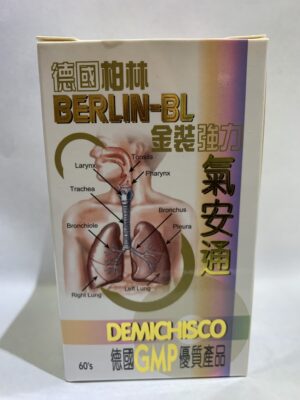 德國柏林
BERLIN-BL
金裝強力
氣安通
Tonsils
Larynx
Pharynx
Trachea
Bronchus
Bronchiole
Pleura
Left Lung
Right Lung
DEMICHISCO
60's
德國GMP優質產品